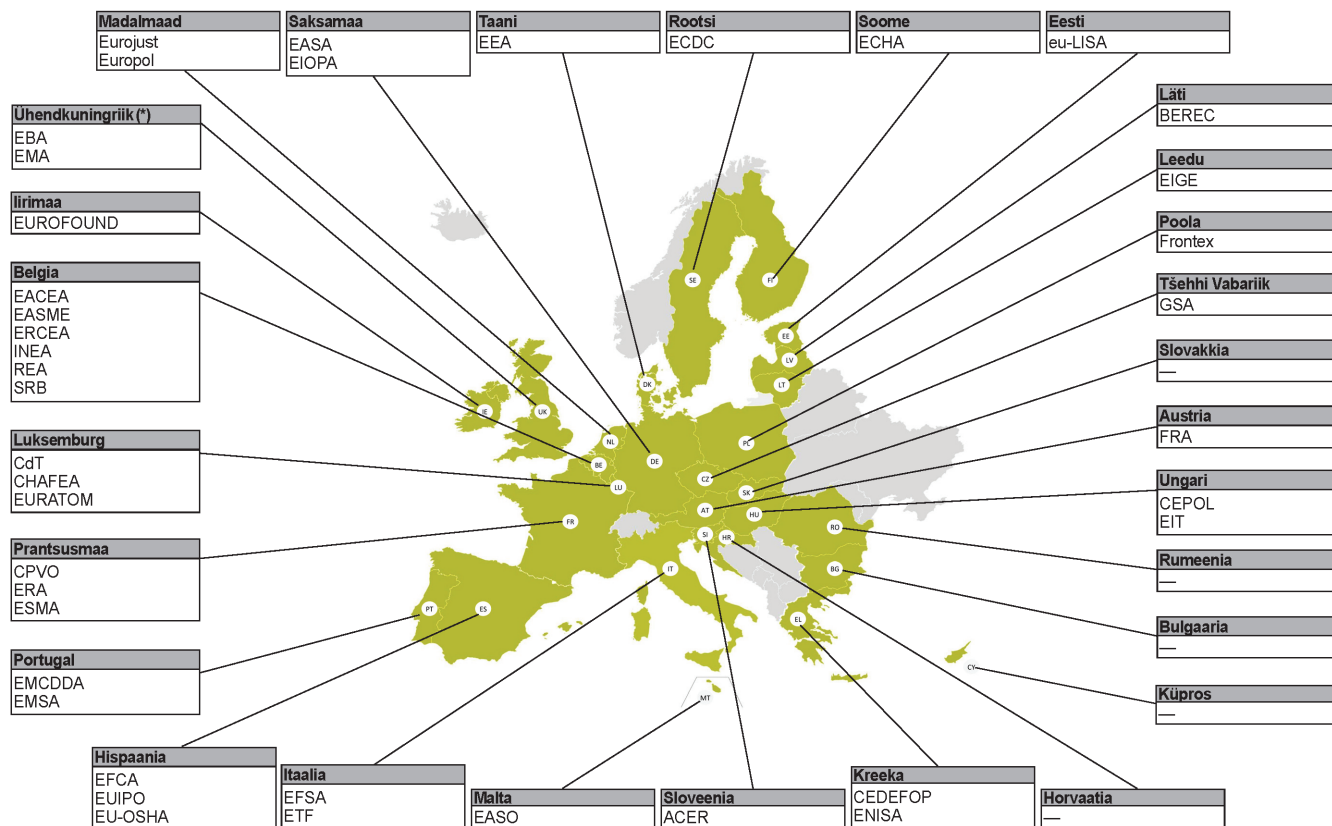 Madalmaad
Eurojust
Europol
Saksamaa
EASA
EIOPA
Taani
EEA
Rootsi
ECDC
Soome
ECHA
Eesti
eu-LISA
Ühendkuningriik (*)
EBA
EMA
Iirimaa
EUROFOUND
Belgia
EACEA
EASME
ERCEA
INEA
REA
SRB
Luksemburg
CdT
CHAFEA
EURATOM
Prantsusmaa
CPVO
ERA
ESMA
Portugal
EMCDDA
EMSA
Läti
BEREC
Leedu
EIGE
Poola
Frontex
Tšehhi Vabariik
GSA
Slovakkia
—
Austria
FRA
Ungari
CEPOL
EIT
Rumeenia
—
Bulgaaria
—
Küpros
—
Hispaania
EFCA
EUIPO
EU-OSHA
Itaalia
EFSA
ETF
Malta
EASO
Sloveenia
ACER
Kreeka
CEDEFOP
ENISA
Horvaatia
—
SE
FI
EE
LV
LT
DK
IE
UK
NL
PL
BE
DE
CZ
LU
SK
AT
HU
FR
RO
SI
HR
IT
BG
PT
ES
EL
CY
MT